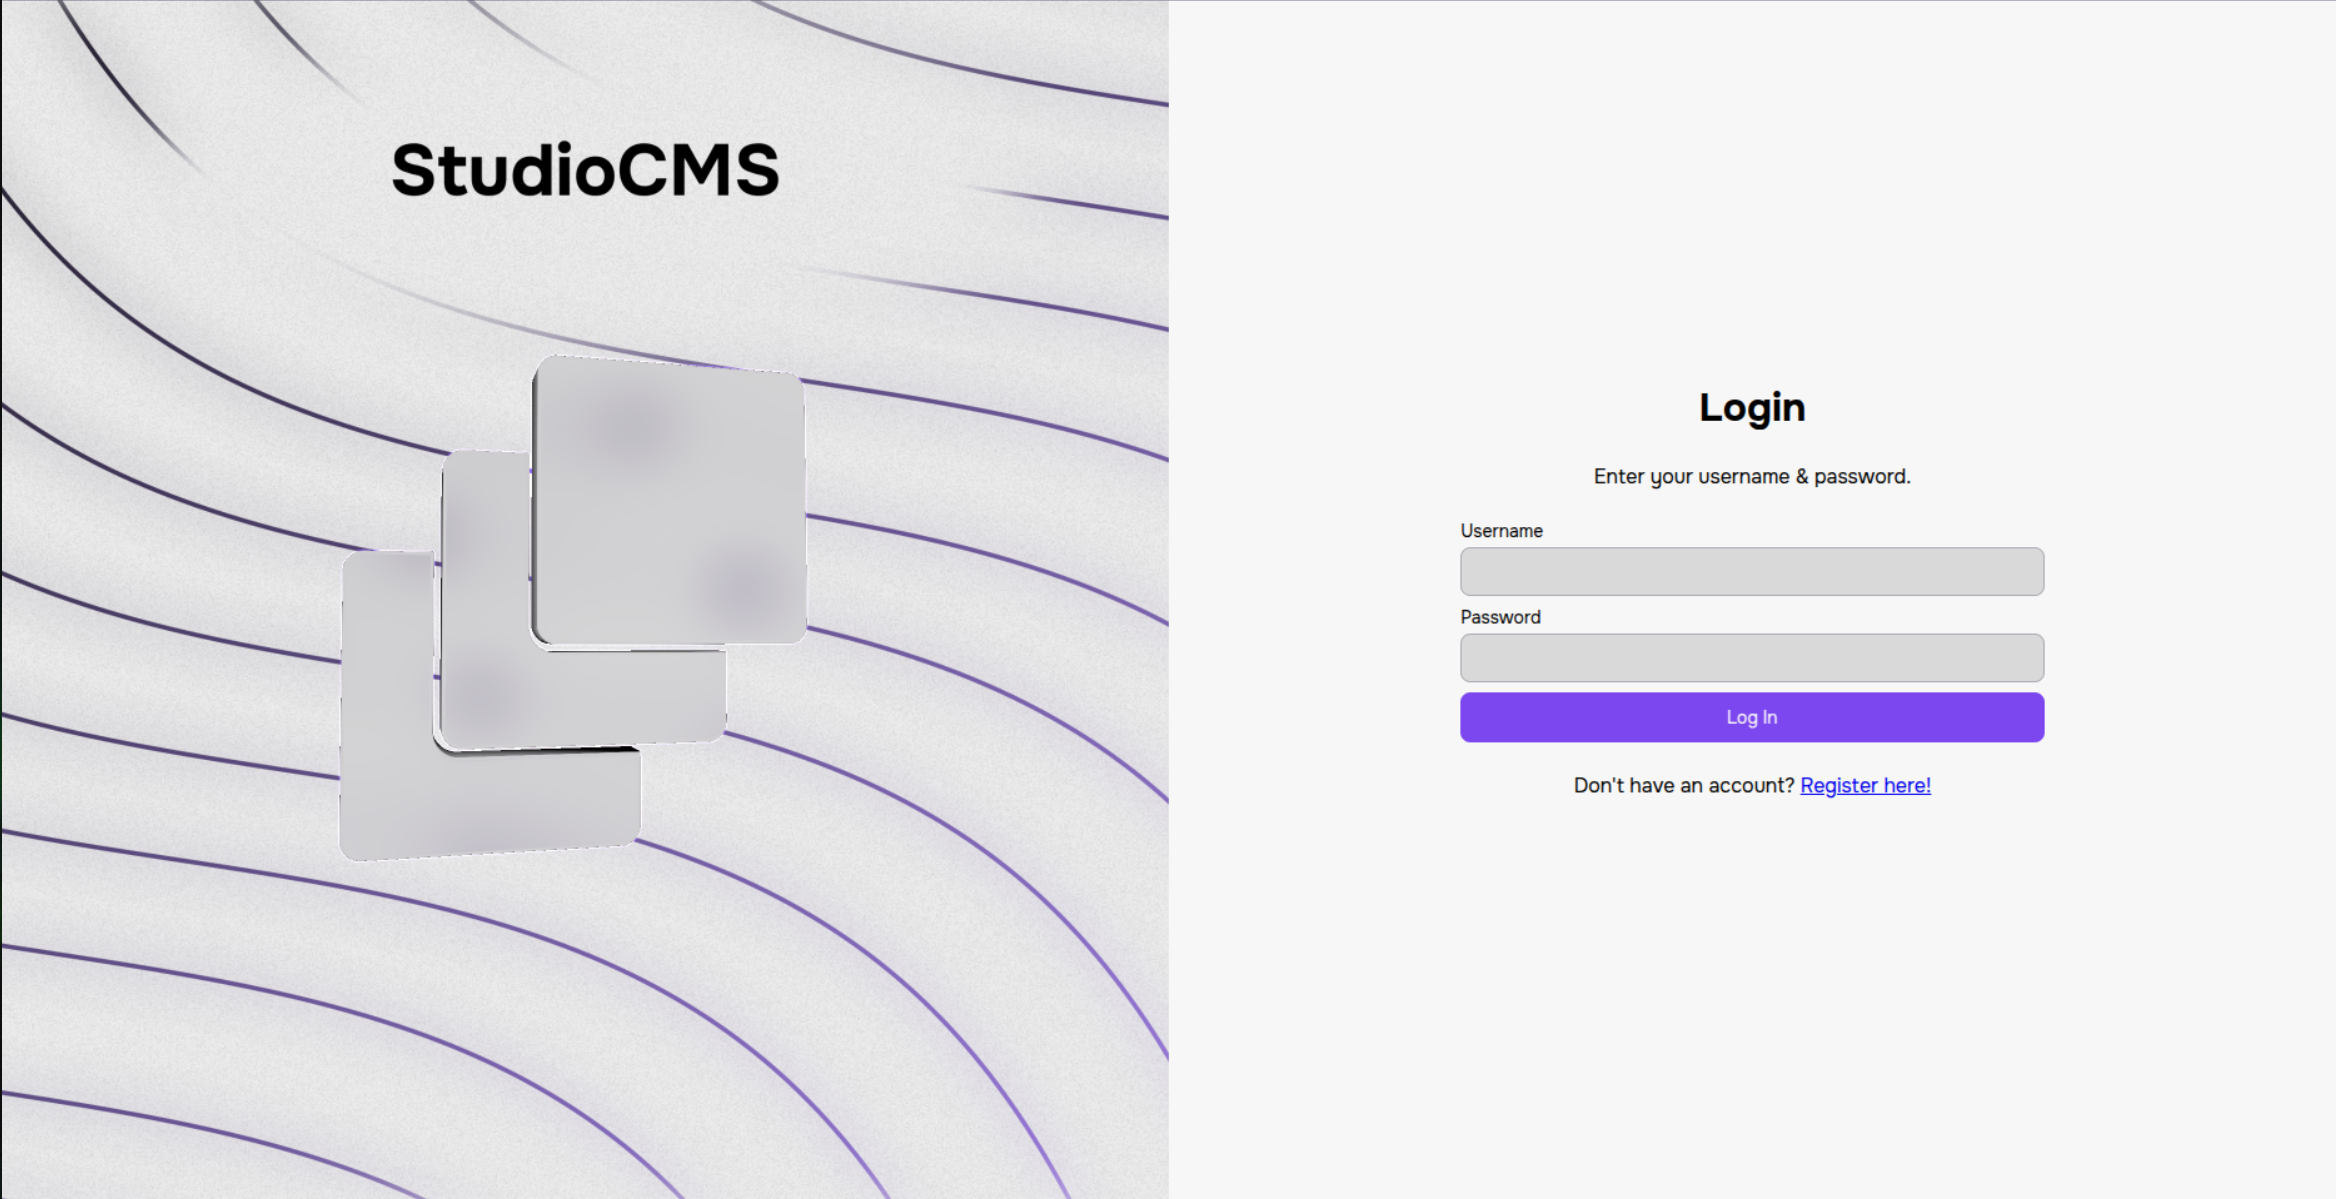 StudioCMS
Login
Enter your username & password.
Username
Password
Log In
Don't have an account? Register here!